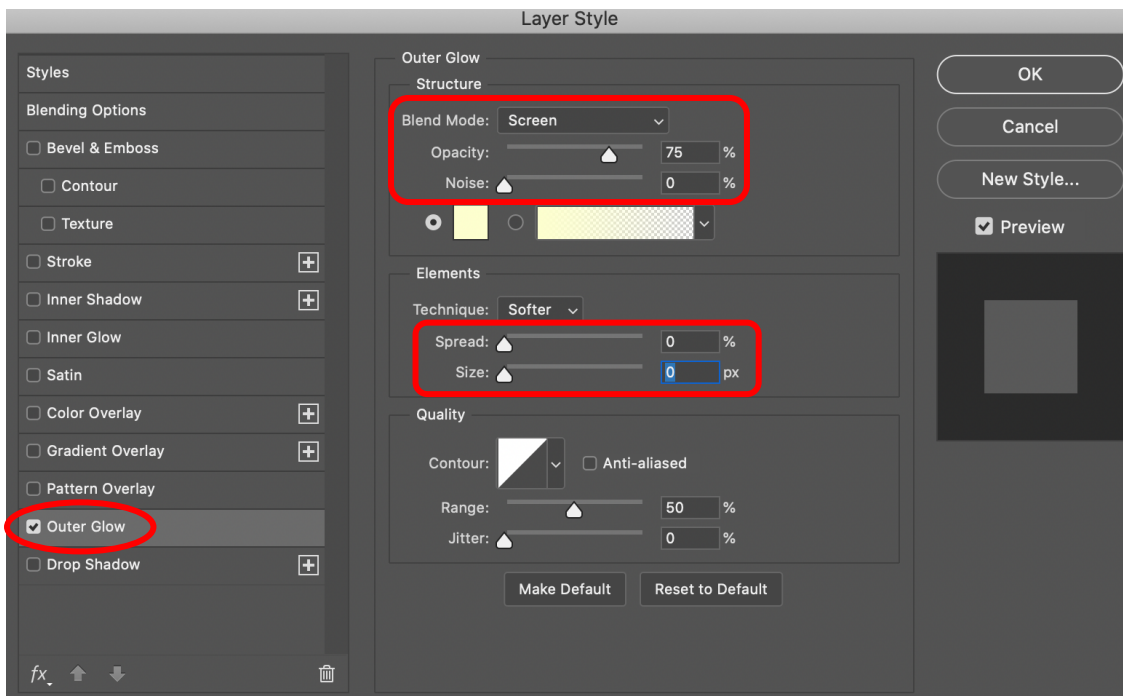 Layer Style
Styles
Blending Options
Bevel & Emboss
Contour
Texture
Stroke
Inner Shadow
Inner Glow
Satin
Color Overlay
Gradient Overlay
Pattern Overlay
Outer Glow
Drop Shadow
fx
Outer Glow
Structure
Blend Mode: Screen
Opacity: 75 %
Noise: 0 %
Elements
Technique: Softer
Spread: 0 %
Size: 0 px
Quality
Contour: Anti-aliased
Range: 50 %
Jitter: 0 %
Make Default Reset to Default
OK
Cancel
New Style...
Preview